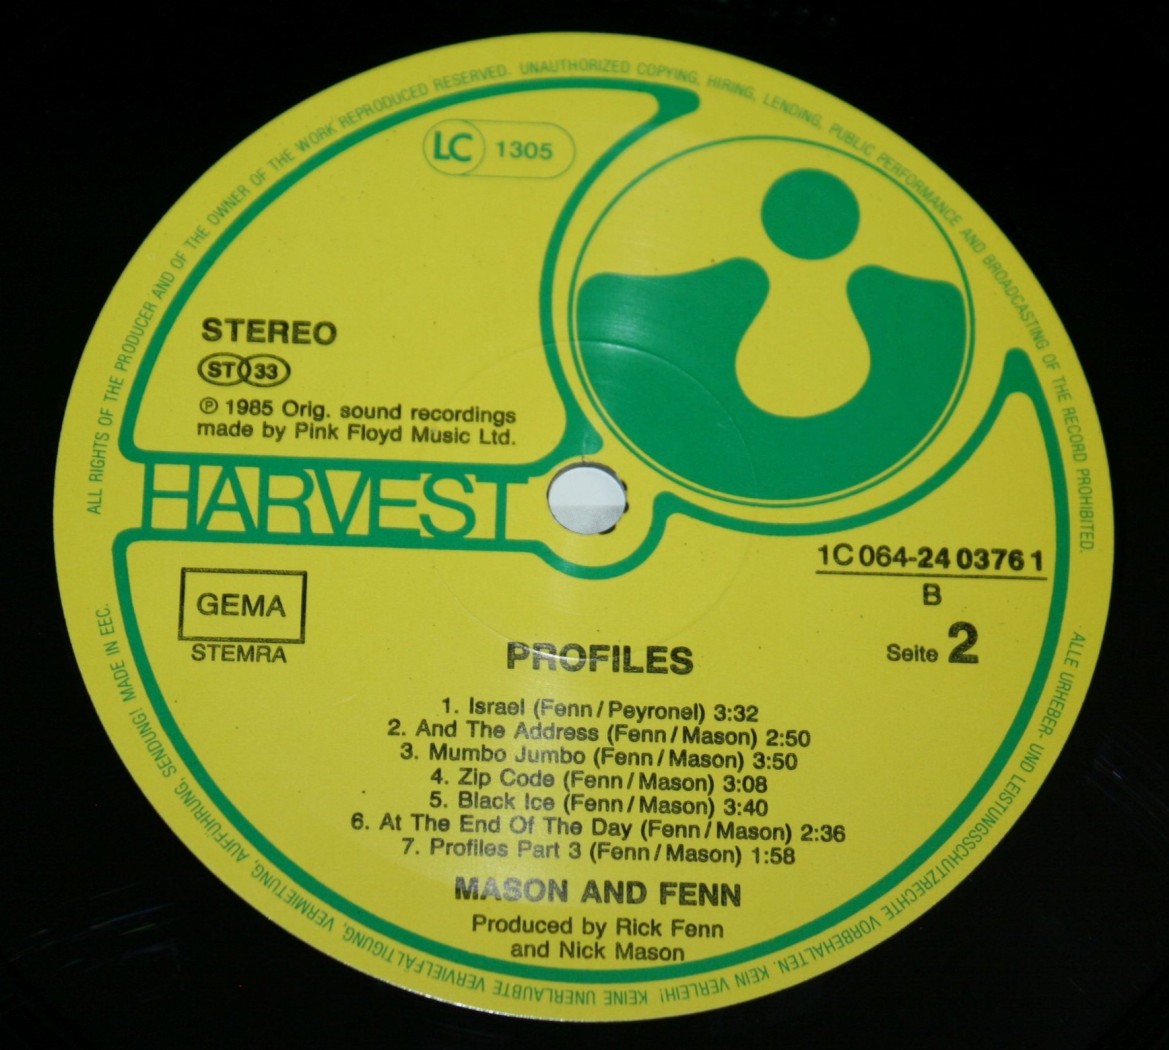 ALL RIGHTS OF THE PRODUCER AND OF THE OWNER OF THE WORK REPRODUCED RESERVED. UNAUTHORIZED COPYING, HIRING, LENDING, PUBLIC PERFORMANCE AND BROADCASTING OF THE RECORD PROHIBITED.
LC 1305
STEREO
ST 33
℗ 1985 Orig. sound recordings
made by Pink Floyd Music Ltd.
HARVEST
1C 064-24 0376 1
B
Seite 2
GEMA
STEMRA
PROFILES
1. Israel (Fenn/Peyronel) 3:32
2. And The Address (Fenn/Mason) 2:50
3. Mumbo Jumbo (Fenn/Mason) 3:50
4. Zip Code (Fenn/Mason) 3:08
5. Black Ice (Fenn/Mason) 3:40
6. At The End Of The Day (Fenn/Mason) 2:36
7. Profiles Part 3 (Fenn/Mason) 1:58
MASON AND FENN
Produced by Rick Fenn
and Nick Mason
ALLE URHEBER- UND LEISTUNGSSCHUTZRECHTE VORBEHALTEN. KEIN VERLEIH! KEINE UNERLAUBTE VERVIELFÄLTIGUNG, VERMIETUNG, AUFFÜHRUNG, SENDUNG! MADE IN EEC.